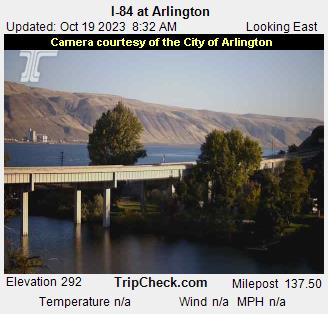 I-84 at Arlington
Updated: Oct 19 2023 8:32 AM Looking East
Camera courtesy of the City of Arlington
Elevation 292 TripCheck.com Milepost 137.50
Temperature n/a Wind n/a MPH n/a